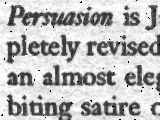 Persuasion is J
pletely revised
an almost eleg
biting satire o